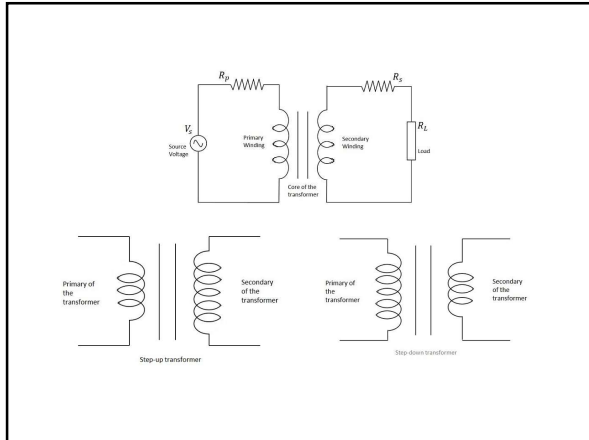 R_p
R_s
V_s
Source
Voltage
Primary
Winding
Secondary
Winding
R_L
Load
Core of the
transformer
Primary of
the
transformer
Secondary
of the
transformer
Step-up transformer
Primary of
the
transformer
Secondary
of the
transformer
Step-down transformer